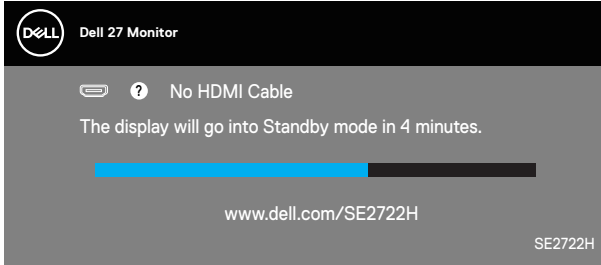 DELL
Dell 27 Monitor
? No HDMI Cable
The display will go into Standby mode in 4 minutes.
www.dell.com/SE2722H
SE2722H